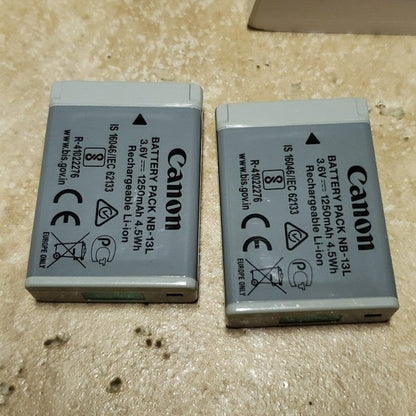 Canon
BATTERY PACK NB-13L
3.6V⎓1250mAh 4.5Wh
Rechargeable Li-ion
IS 16046/IEC 62133
R-41022276
www.bis.gov.in
CE
EUROPE ONLY
Canon
BATTERY PACK NB-13L
3.6V⎓1250mAh 4.5Wh
Rechargeable Li-ion
IS 16046/IEC 62133
R-41022276
www.bis.gov.in
CE
EUROPE ONLY